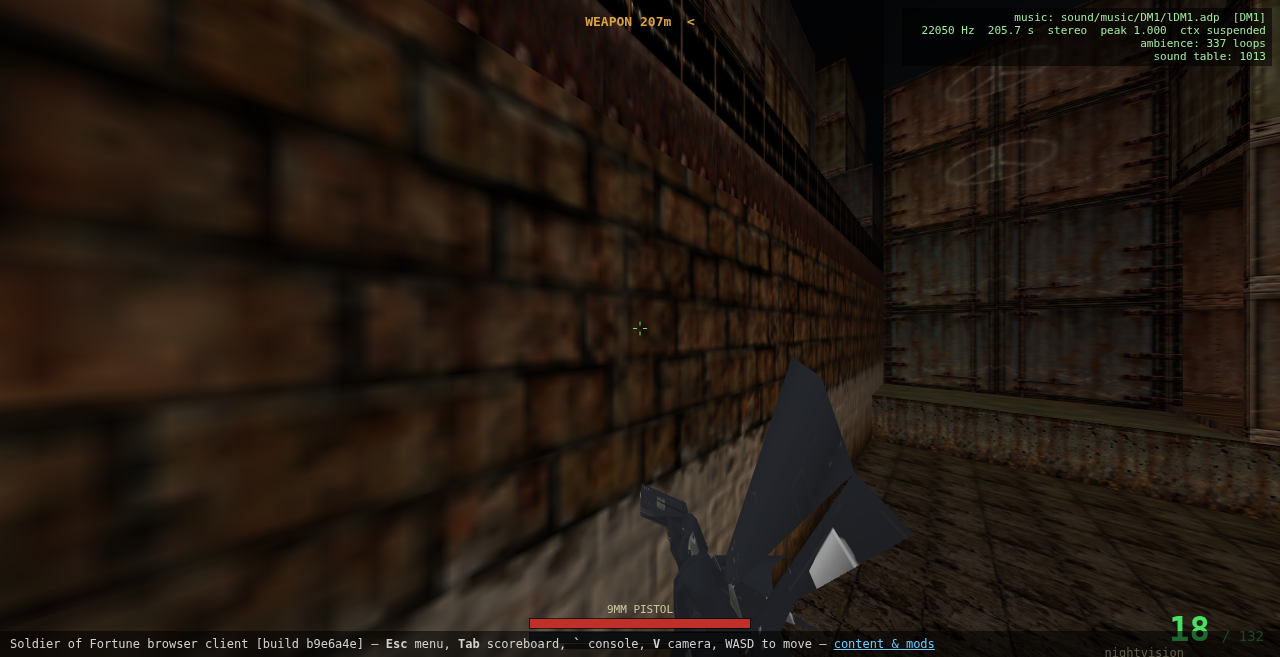 WEAPON 207m <
music: sound/music/DM1/lDM1.adp [DM1]
22050 Hz 205.7 s stereo peak 1.000 ctx suspended
ambience: 337 loops
sound table: 1013
9MM PISTOL
18 / 132
Soldier of Fortune browser client [build b9e6a4e] — Esc menu, Tab scoreboard, ` console, V camera, WASD to move — content & mods
nightvision